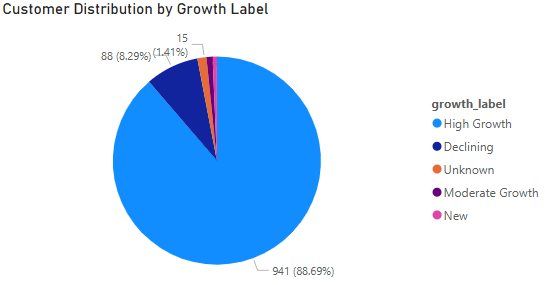 Customer Distribution by Growth Label
15
(1.41%)
88 (8.29%)
941 (88.69%)
growth_label
High Growth
Declining
Unknown
Moderate Growth
New